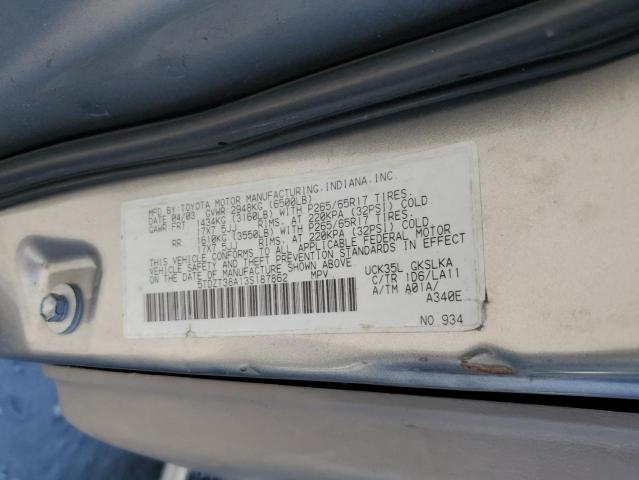 MFD.BY:TOYOTA MOTOR MANUFACTURING,INDIANA,INC.
DATE 04/03 GVWR 2948KG (6500LB)
GAWR FRT 1434KG (3160LB) WITH P265/65R17 TIRES.
17X7.5JJ RIMS. AT 220KPA (32PSI) COLD
RR 1610KG (3550LB) WITH P265/65R17 TIRES.
17X7.5JJ RIMS. AT 220KPA (32PSI) COLD
THIS VEHICLE CONFORMS TO ALL APPLICABLE FEDERAL MOTOR
VEHICLE SAFETY STANDARDS IN EFFECT ON THE DATE OF
MANUFACTURE SHOWN ABOVE.
5TDZT38A13S187862 MPV
UCK35L GKSLKA
C/TR 1D6/LA11
A/TM A01A/
A340E
NO 934